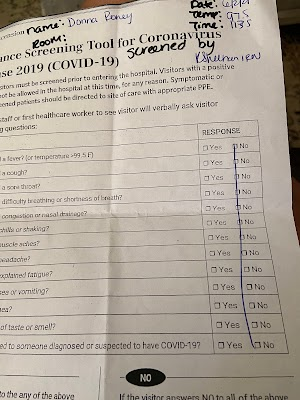 cension name: Donna Roney Date: 6/2/21
Room: Temp: 97.5
ance Screening Tool for Coronavirus Time: 1135
se 2019 (COVID-19) screened by
itors must be screened prior to entering the hospital. Visitors with a positive
not be allowed in the hospital at this time, for any reason. Symptomatic or
ened patients should be directed to site of care with appropriate PPE.
staff or first healthcare worker to see visitor will verbally ask visitor
g questions:
RESPONSE
a fever? (or temperature >99.5 F) Yes No
a cough? Yes No
a sore throat? Yes No
difficulty breathing or shortness of breath? Yes No
congestion or nasal drainage? Yes No
chills or shaking? Yes No
muscle aches? Yes No
headache? Yes No
explained fatigue? Yes No
sea or vomiting? Yes No
hea? Yes No
of taste or smell? Yes No
ed to someone diagnosed or suspected to have COVID-19? Yes No
NO
to the any of the above If the visitor answers NO to all of the above